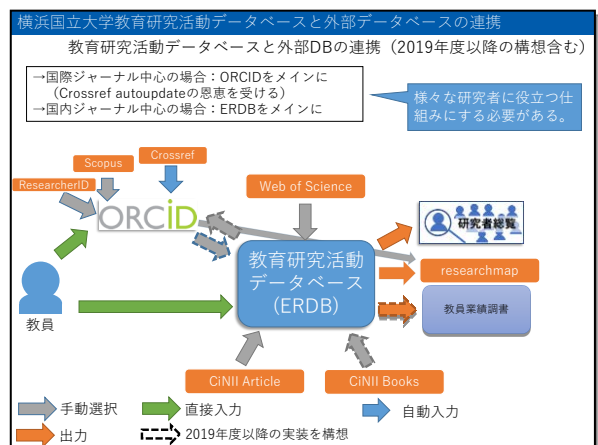 横浜国立大学教育研究活動データベースと外部データベースの連携
教育研究活動データベースと外部DBの連携（2019年度以降の構想含む）
→国際ジャーナル中心の場合：ORCIDをメインに
（Crossref autoupdateの恩恵を受ける）
→国内ジャーナル中心の場合：ERDBをメインに
様々な研究者に役立つ仕
組みにする必要がある。
Crossref
Scopus
ResearcherID
Web of Science
ORCiD
研究者総覧
教育研究活動
データベース
（ERDB）
researchmap
教員業績調書
教員
CiNII Article
CiNII Books
手動選択
直接入力
自動入力
出力
2019年度以降の実装を構想